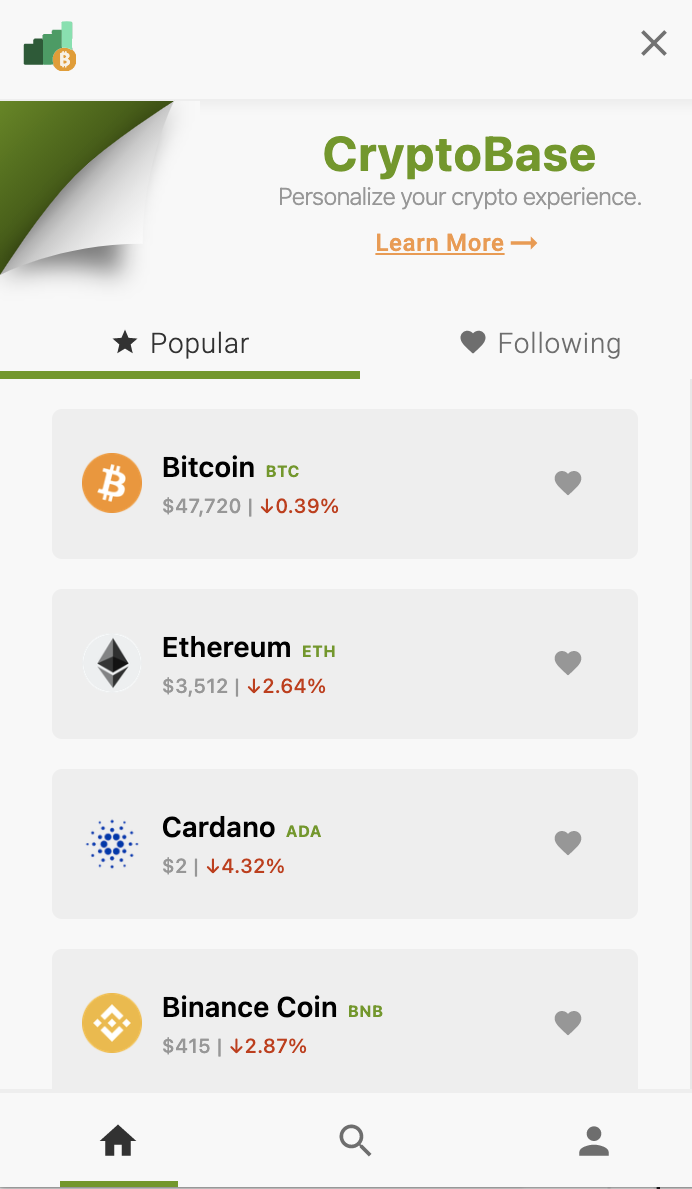 CryptoBase
Personalize your crypto experience.
Learn More
Popular
Following
Bitcoin BTC
$47,720 | ↓0.39%
Ethereum ETH
$3,512 | ↓2.64%
Cardano ADA
$2 | ↓4.32%
Binance Coin BNB
$415 | ↓2.87%